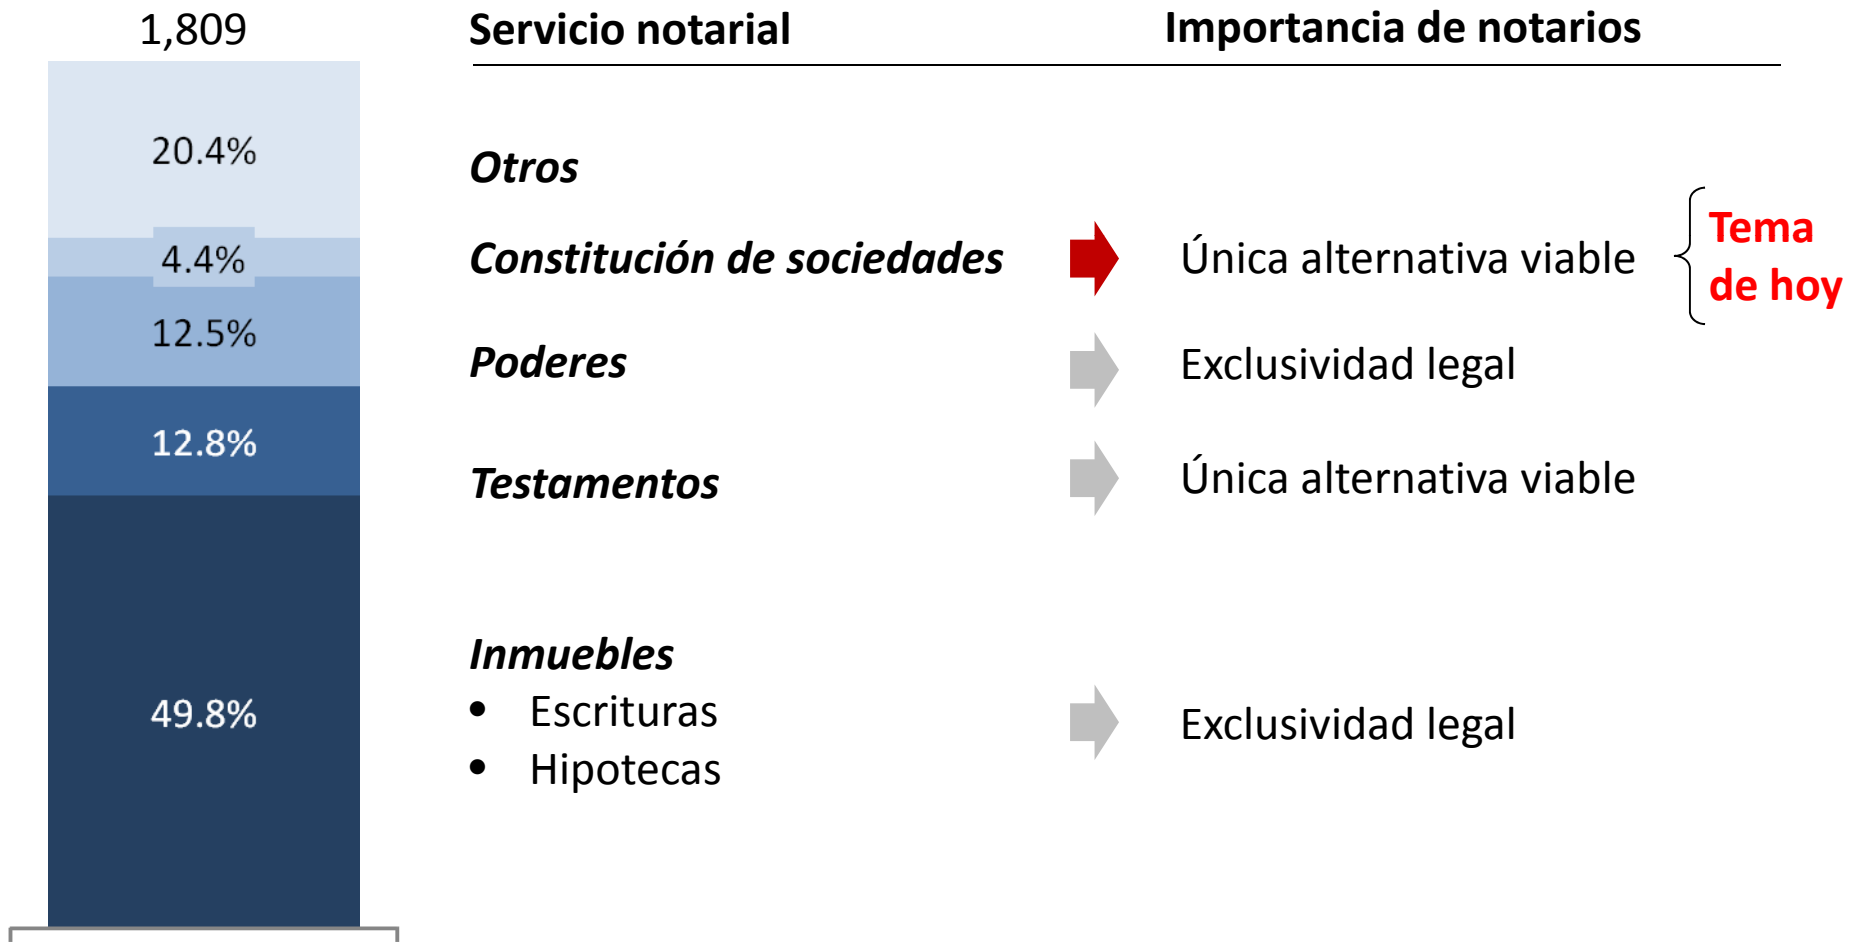 1,809
Servicio notarial
Importancia de notarios
20.4%
Otros
4.4%
Constitución de sociedades
Única alternativa viable
Tema
de hoy
12.5%
Poderes
Exclusividad legal
12.8%
Testamentos
Única alternativa viable
49.8%
Inmuebles
• Escrituras
• Hipotecas
Exclusividad legal